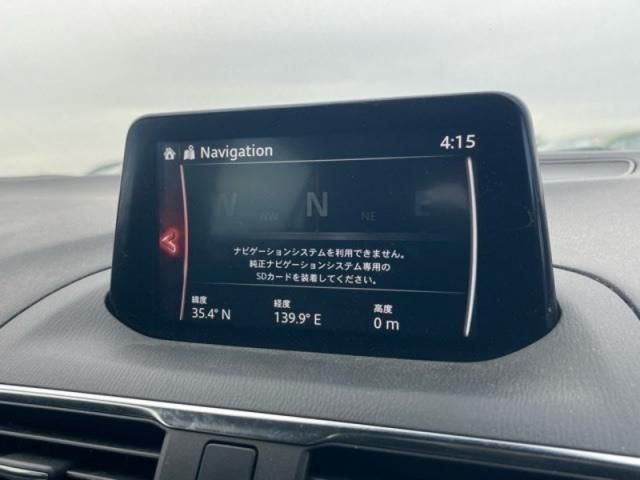 Navigation 4:15
N NW N NE E
ナビゲーションシステムを利用できません。
純正ナビゲーションシステム専用の
SDカードを装着してください。
緯度 経度 高度
35.4° N 139.9° E 0 m